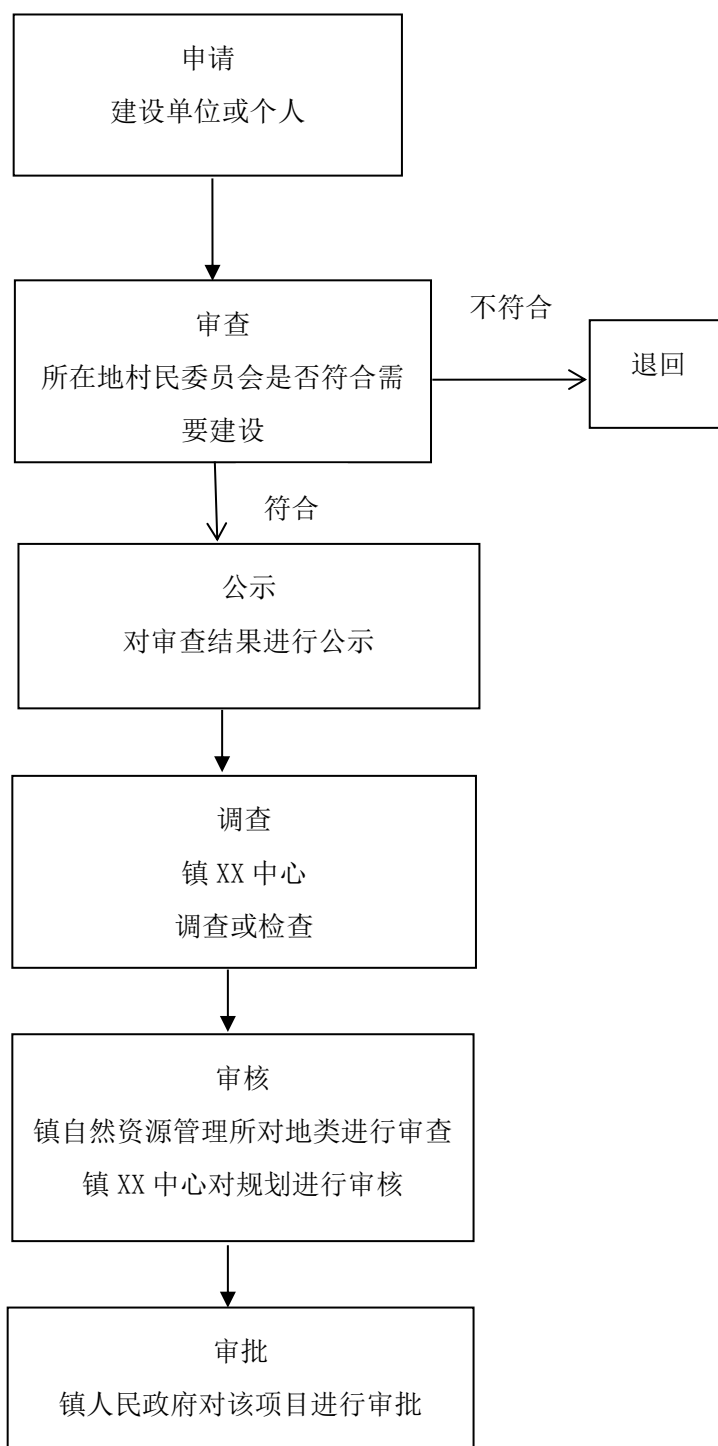 申请
建设单位或个人
审查
所在地村民委员会是否符合需
要建设
不符合
退回
符合
公示
对审查结果进行公示
调查
镇 XX 中心
调查或检查
审核
镇自然资源管理所对地类进行审查
镇 XX 中心对规划进行审核
审批
镇人民政府对该项目进行审批